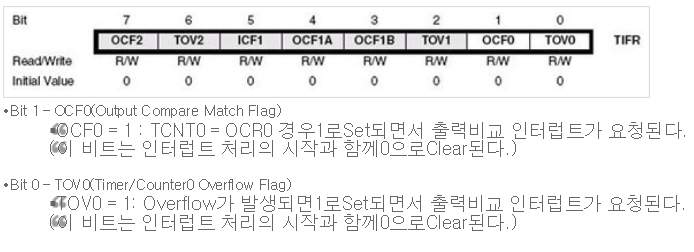 Bit 7 6 5 4 3 2 1 0
OCF2 TOV2 ICF1 OCF1A OCF1B TOV1 OCF0 TOV0 TIFR
Read/Write R/W R/W R/W R/W R/W R/W R/W R/W
Initial Value 0 0 0 0 0 0 0 0
•Bit 1 – OCF0(Output Compare Match Flag)
OCF0 = 1 : TCNT0 = OCR0 경우1로Set되면서 출력비교 인터럽트가 요청된다.
(이 비트는 인터럽트 처리의 시작과 함께0으로Clear된다.)
•Bit 0 – TOV0(Timer/Counter0 Overflow Flag)
TOV0 = 1: Overflow가 발생되면1로Set되면서 출력비교 인터럽트가 요청된다.
(이 비트는 인터럽트 처리의 시작과 함께0으로Clear된다.)